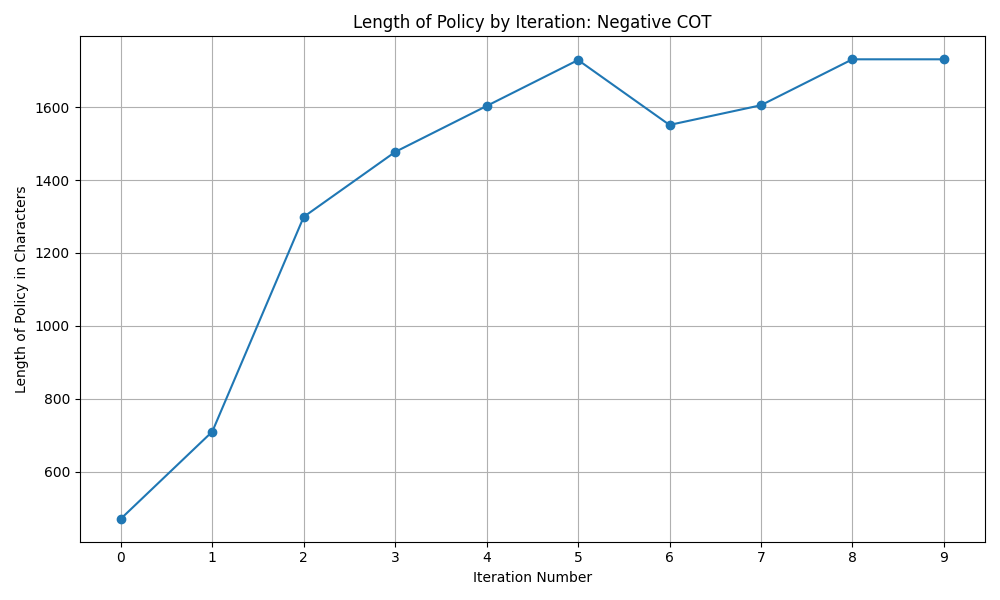 Length of Policy by Iteration: Negative COT
Length of Policy in Characters
1600
1400
1200
1000
800
600
0 1 2 3 4 5 6 7 8 9
Iteration Number